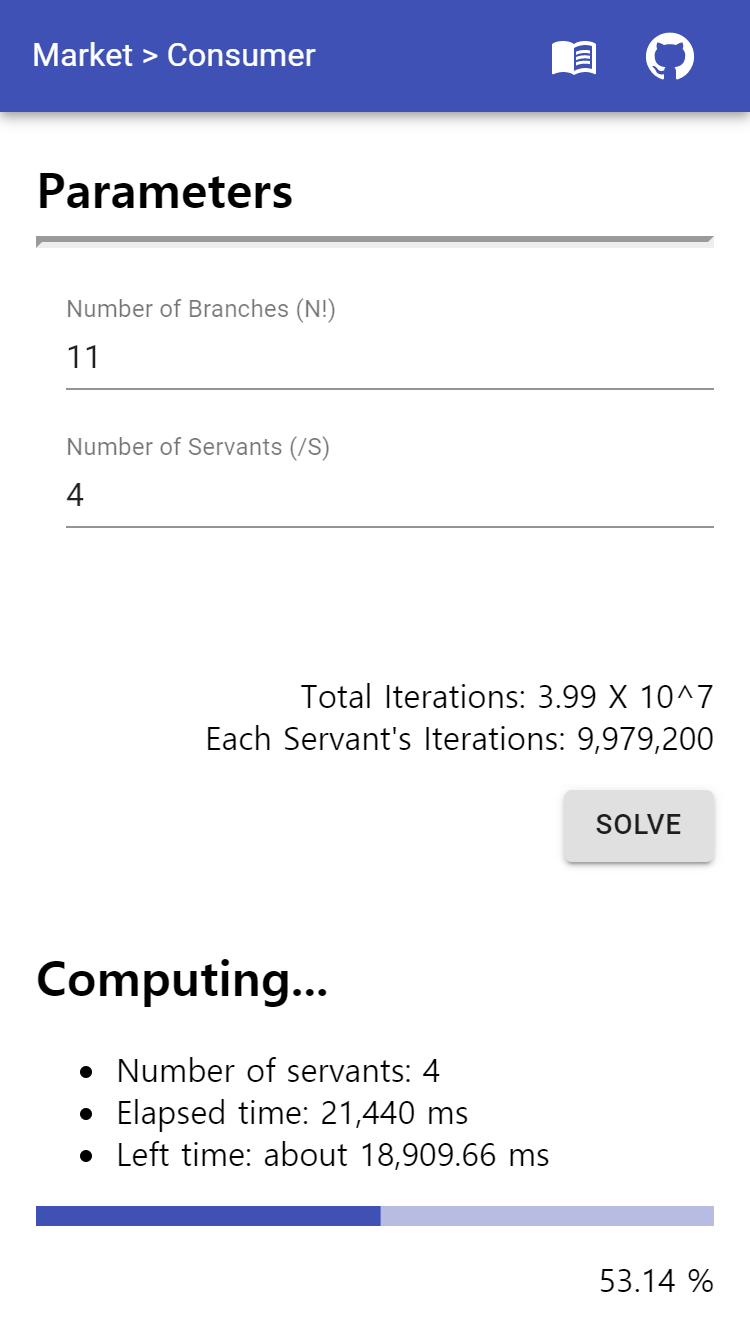 Market > Consumer
Parameters
Number of Branches (N!)
11
Number of Servants (/S)
4
Total Iterations: 3.99 X 10^7
Each Servant's Iterations: 9,979,200
SOLVE
Computing...
Number of servants: 4
Elapsed time: 21,440 ms
Left time: about 18,909.66 ms
53.14 %